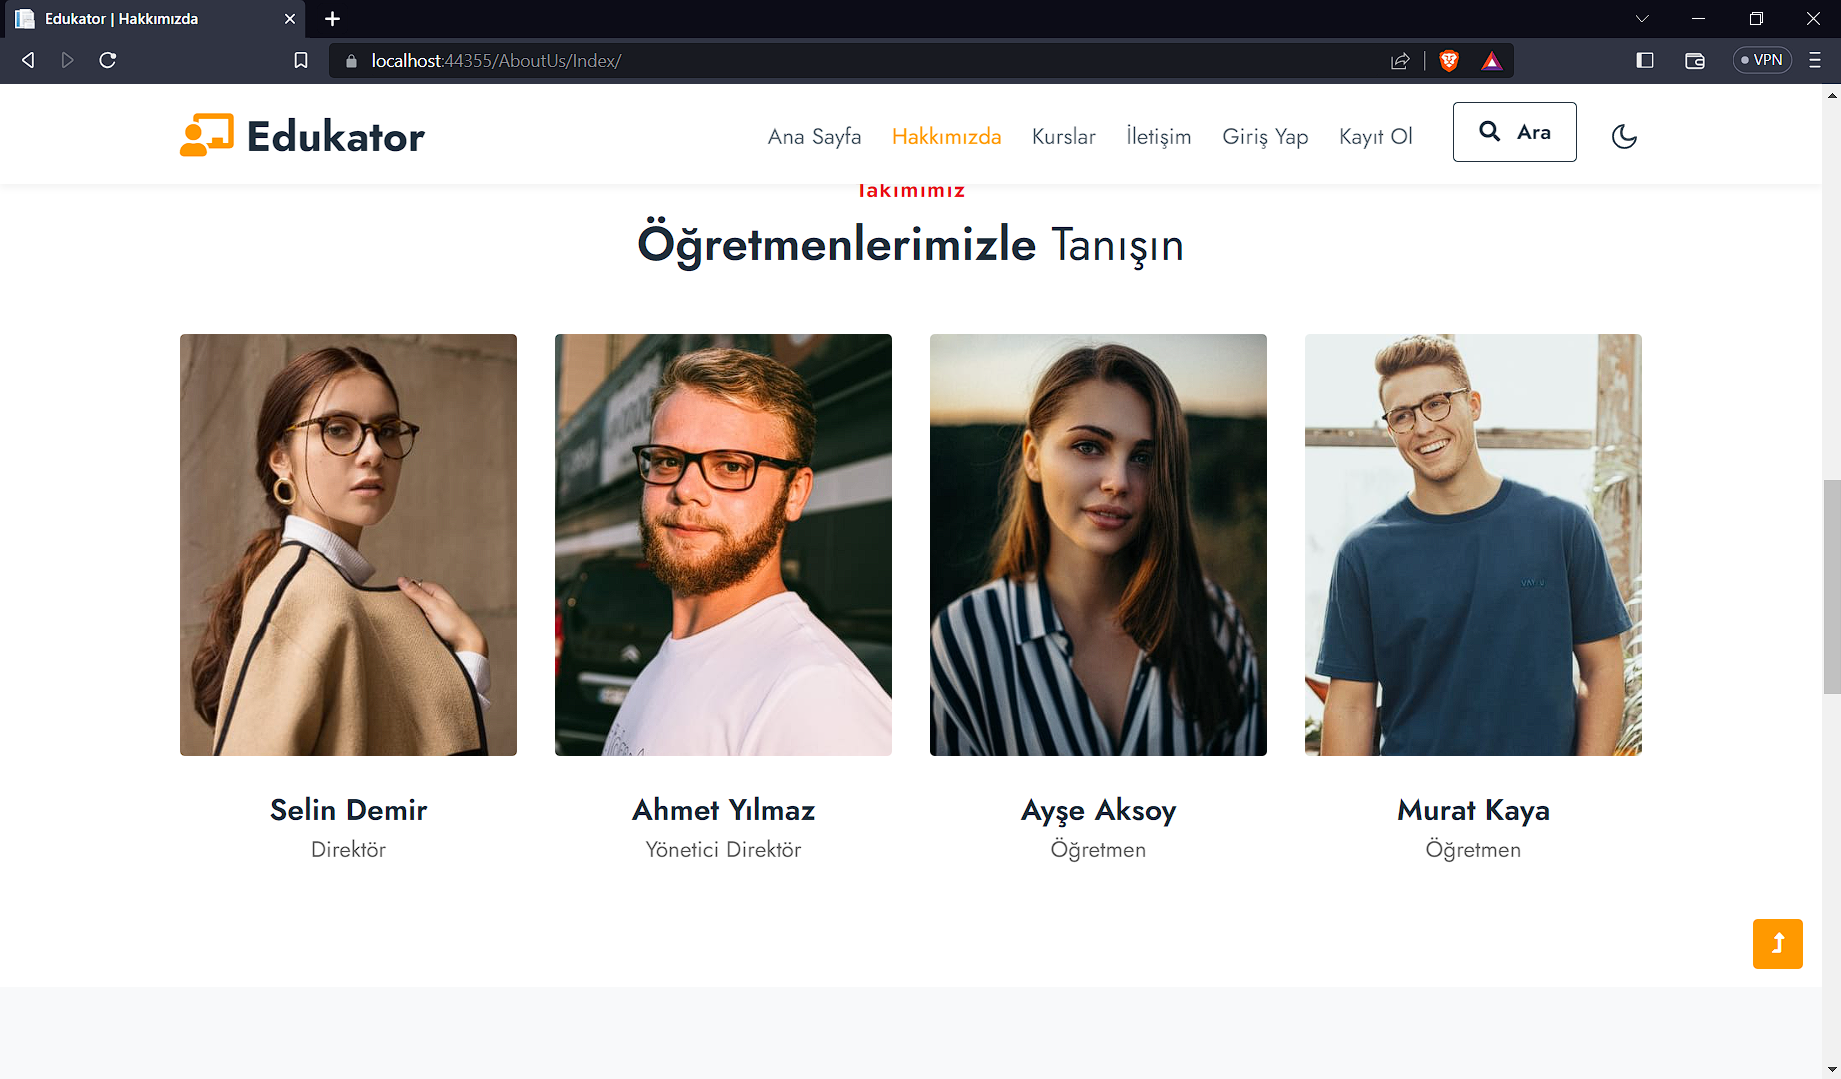 Edukator | Hakkımızda
localhost:44355/AboutUs/Index/
VPN
Edukator
Ana Sayfa Hakkımızda Kurslar İletişim Giriş Yap Kayıt Ol Ara
Takımımız
Öğretmenlerimizle Tanışın
Selin Demir Ahmet Yılmaz Ayşe Aksoy Murat Kaya
Direktör Yönetici Direktör Öğretmen Öğretmen